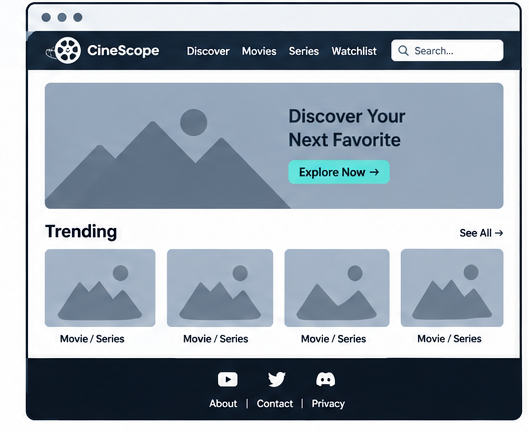 CineScope Discover Movies Series Watchlist Search...
Discover Your
Next Favorite
Explore Now →
Trending See All →
Movie / Series Movie / Series Movie / Series Movie / Series
About | Contact | Privacy